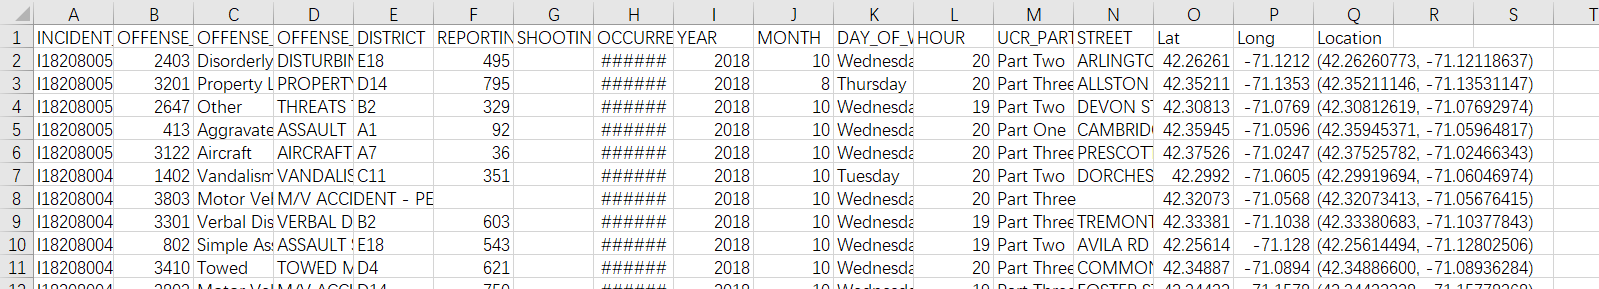 A B C D E F G H I J K L M N O P Q R S T
1 INCIDENT_ OFFENSE_ OFFENSE_ OFFENSE_ DISTRICT REPORTIN SHOOTIN OCCURRE YEAR MONTH DAY_OF_W HOUR UCR_PART STREET Lat Long Location
2 I18208005 2403 Disorderly DISTURBIN E18 495 ###### 2018 10 Wednesda 20 Part Two ARLINGTO 42.26261 -71.1212 (42.26260773, -71.12118637)
3 I18208005 3201 Property L PROPERTY D14 795 ###### 2018 8 Thursday 20 Part Three ALLSTON 42.35211 -71.1353 (42.35211146, -71.13531147)
4 I18208005 2647 Other THREATS T B2 329 ###### 2018 10 Wednesda 19 Part Two DEVON ST 42.30813 -71.0769 (42.30812619, -71.07692974)
5 I18208005 413 Aggravate ASSAULT A1 92 ###### 2018 10 Wednesda 20 Part One CAMBRIDG 42.35945 -71.0596 (42.35945371, -71.05964817)
6 I18208005 3122 Aircraft AIRCRAFT A7 36 ###### 2018 10 Wednesda 20 Part Three PRESCOTT 42.37526 -71.0247 (42.37525782, -71.02466343)
7 I18208005 1402 Vandalism VANDALIS C11 351 ###### 2018 10 Tuesday 20 Part Two DORCHES 42.2992 -71.0605 (42.29919694, -71.06046974)
8 I18208004 3803 Motor Vel M/V ACCIDENT - PE ###### 2018 10 Wednesda 20 Part Three 42.32073 -71.0568 (42.32073413, -71.05676415)
9 I18208004 3301 Verbal Dis VERBAL D B2 603 ###### 2018 10 Wednesda 19 Part Three TREMONT 42.33381 -71.1038 (42.33380683, -71.10377843)
10 I18208004 802 Simple Ass ASSAULT S E18 543 ###### 2018 10 Wednesda 19 Part Two AVILA RD 42.25614 -71.128 (42.25614494, -71.12802506)
11 I18208004 3410 Towed TOWED M D4 621 ###### 2018 10 Wednesda 20 Part Three COMMON 42.34887 -71.0894 (42.34886600, -71.08936284)